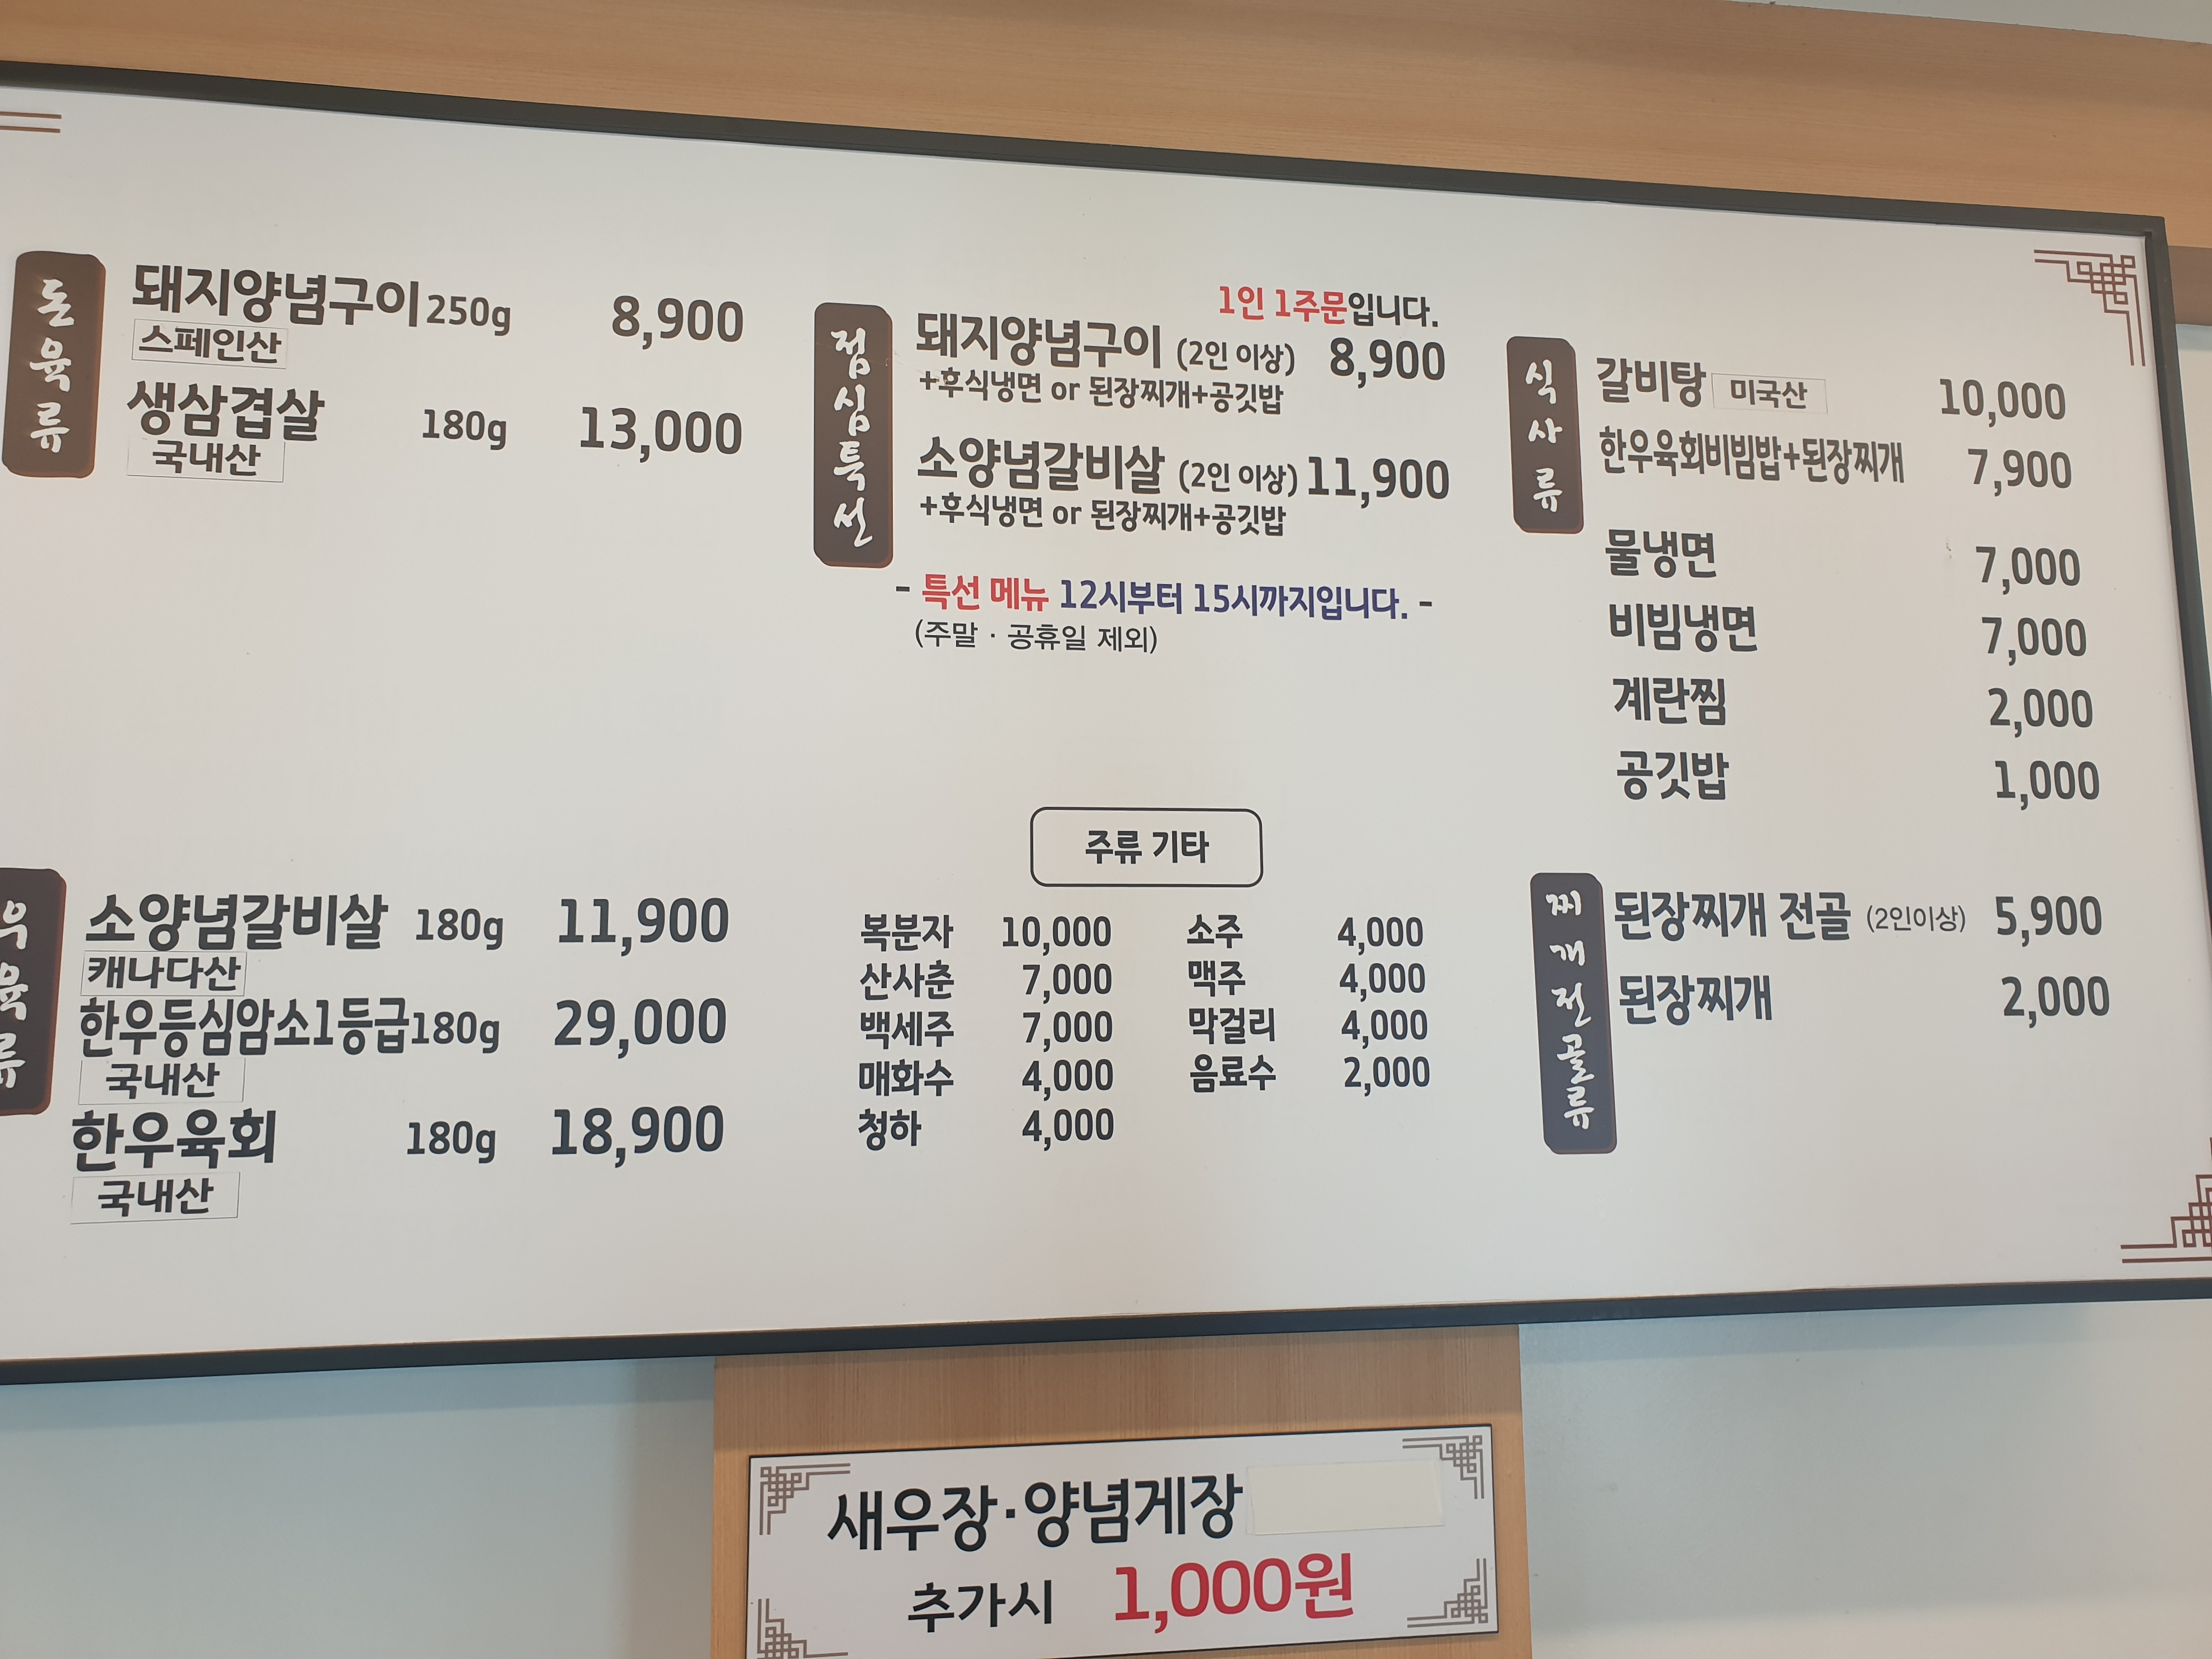 돈육류
돼지양념구이 250g 8,900
스페인산
생삼겹살 180g 13,000
국내산
우육류
소양념갈비살 180g 11,900
캐나다산
한우등심암소1등급 180g 29,000
국내산
한우육회 180g 18,900
국내산
점심특선
1인 1주문입니다.
돼지양념구이 (2인 이상) 8,900
+후식냉면 or 된장찌개+공깃밥
소양념갈비살 (2인 이상) 11,900
+후식냉면 or 된장찌개+공깃밥
- 특선 메뉴 12시부터 15시까지입니다. -
(주말 · 공휴일 제외)
주류 기타
복분자 10,000 소주 4,000
산사춘 7,000 맥주 4,000
백세주 7,000 막걸리 4,000
매화수 4,000 음료수 2,000
청하 4,000
식사류
갈비탕 미국산 10,000
한우육회비빔밥+된장찌개 7,900
물냉면 7,000
비빔냉면 7,000
계란찜 2,000
공깃밥 1,000
찌개전골류
된장찌개 전골 (2인이상) 5,900
된장찌개 2,000
새우장·양념게장
추가시 1,000원